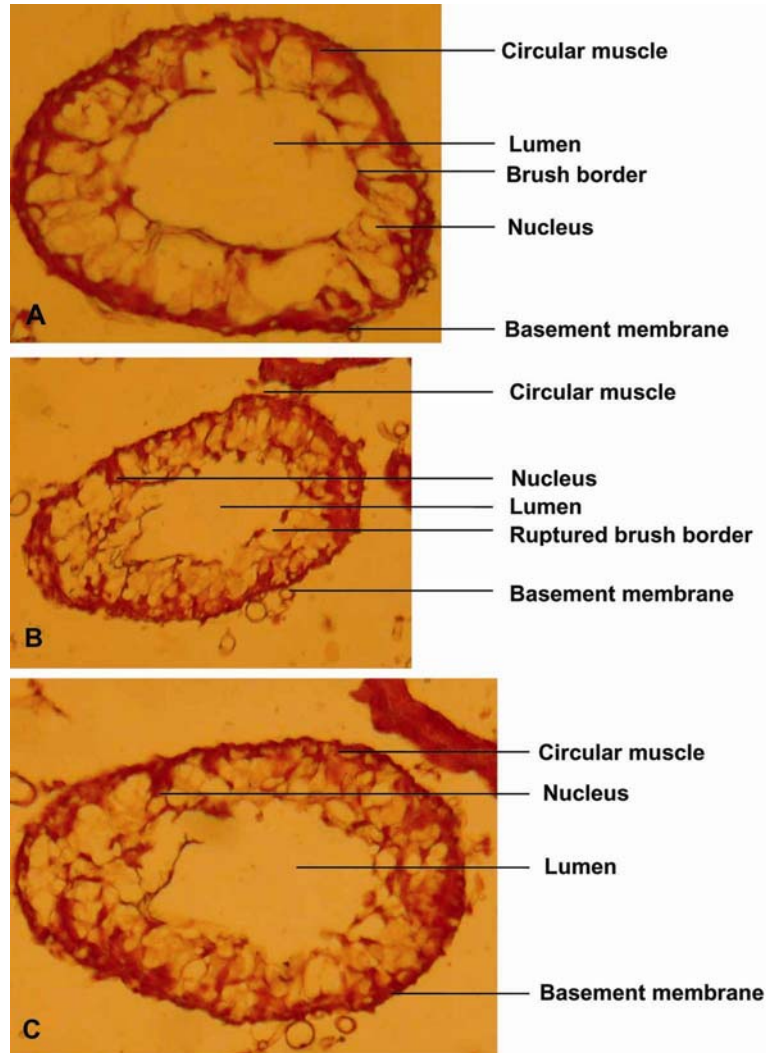 Circular muscle
Lumen
Brush border
Nucleus
Basement membrane
A
Circular muscle
Nucleus
Lumen
Ruptured brush border
Basement membrane
B
Circular muscle
Nucleus
Lumen
Basement membrane
C